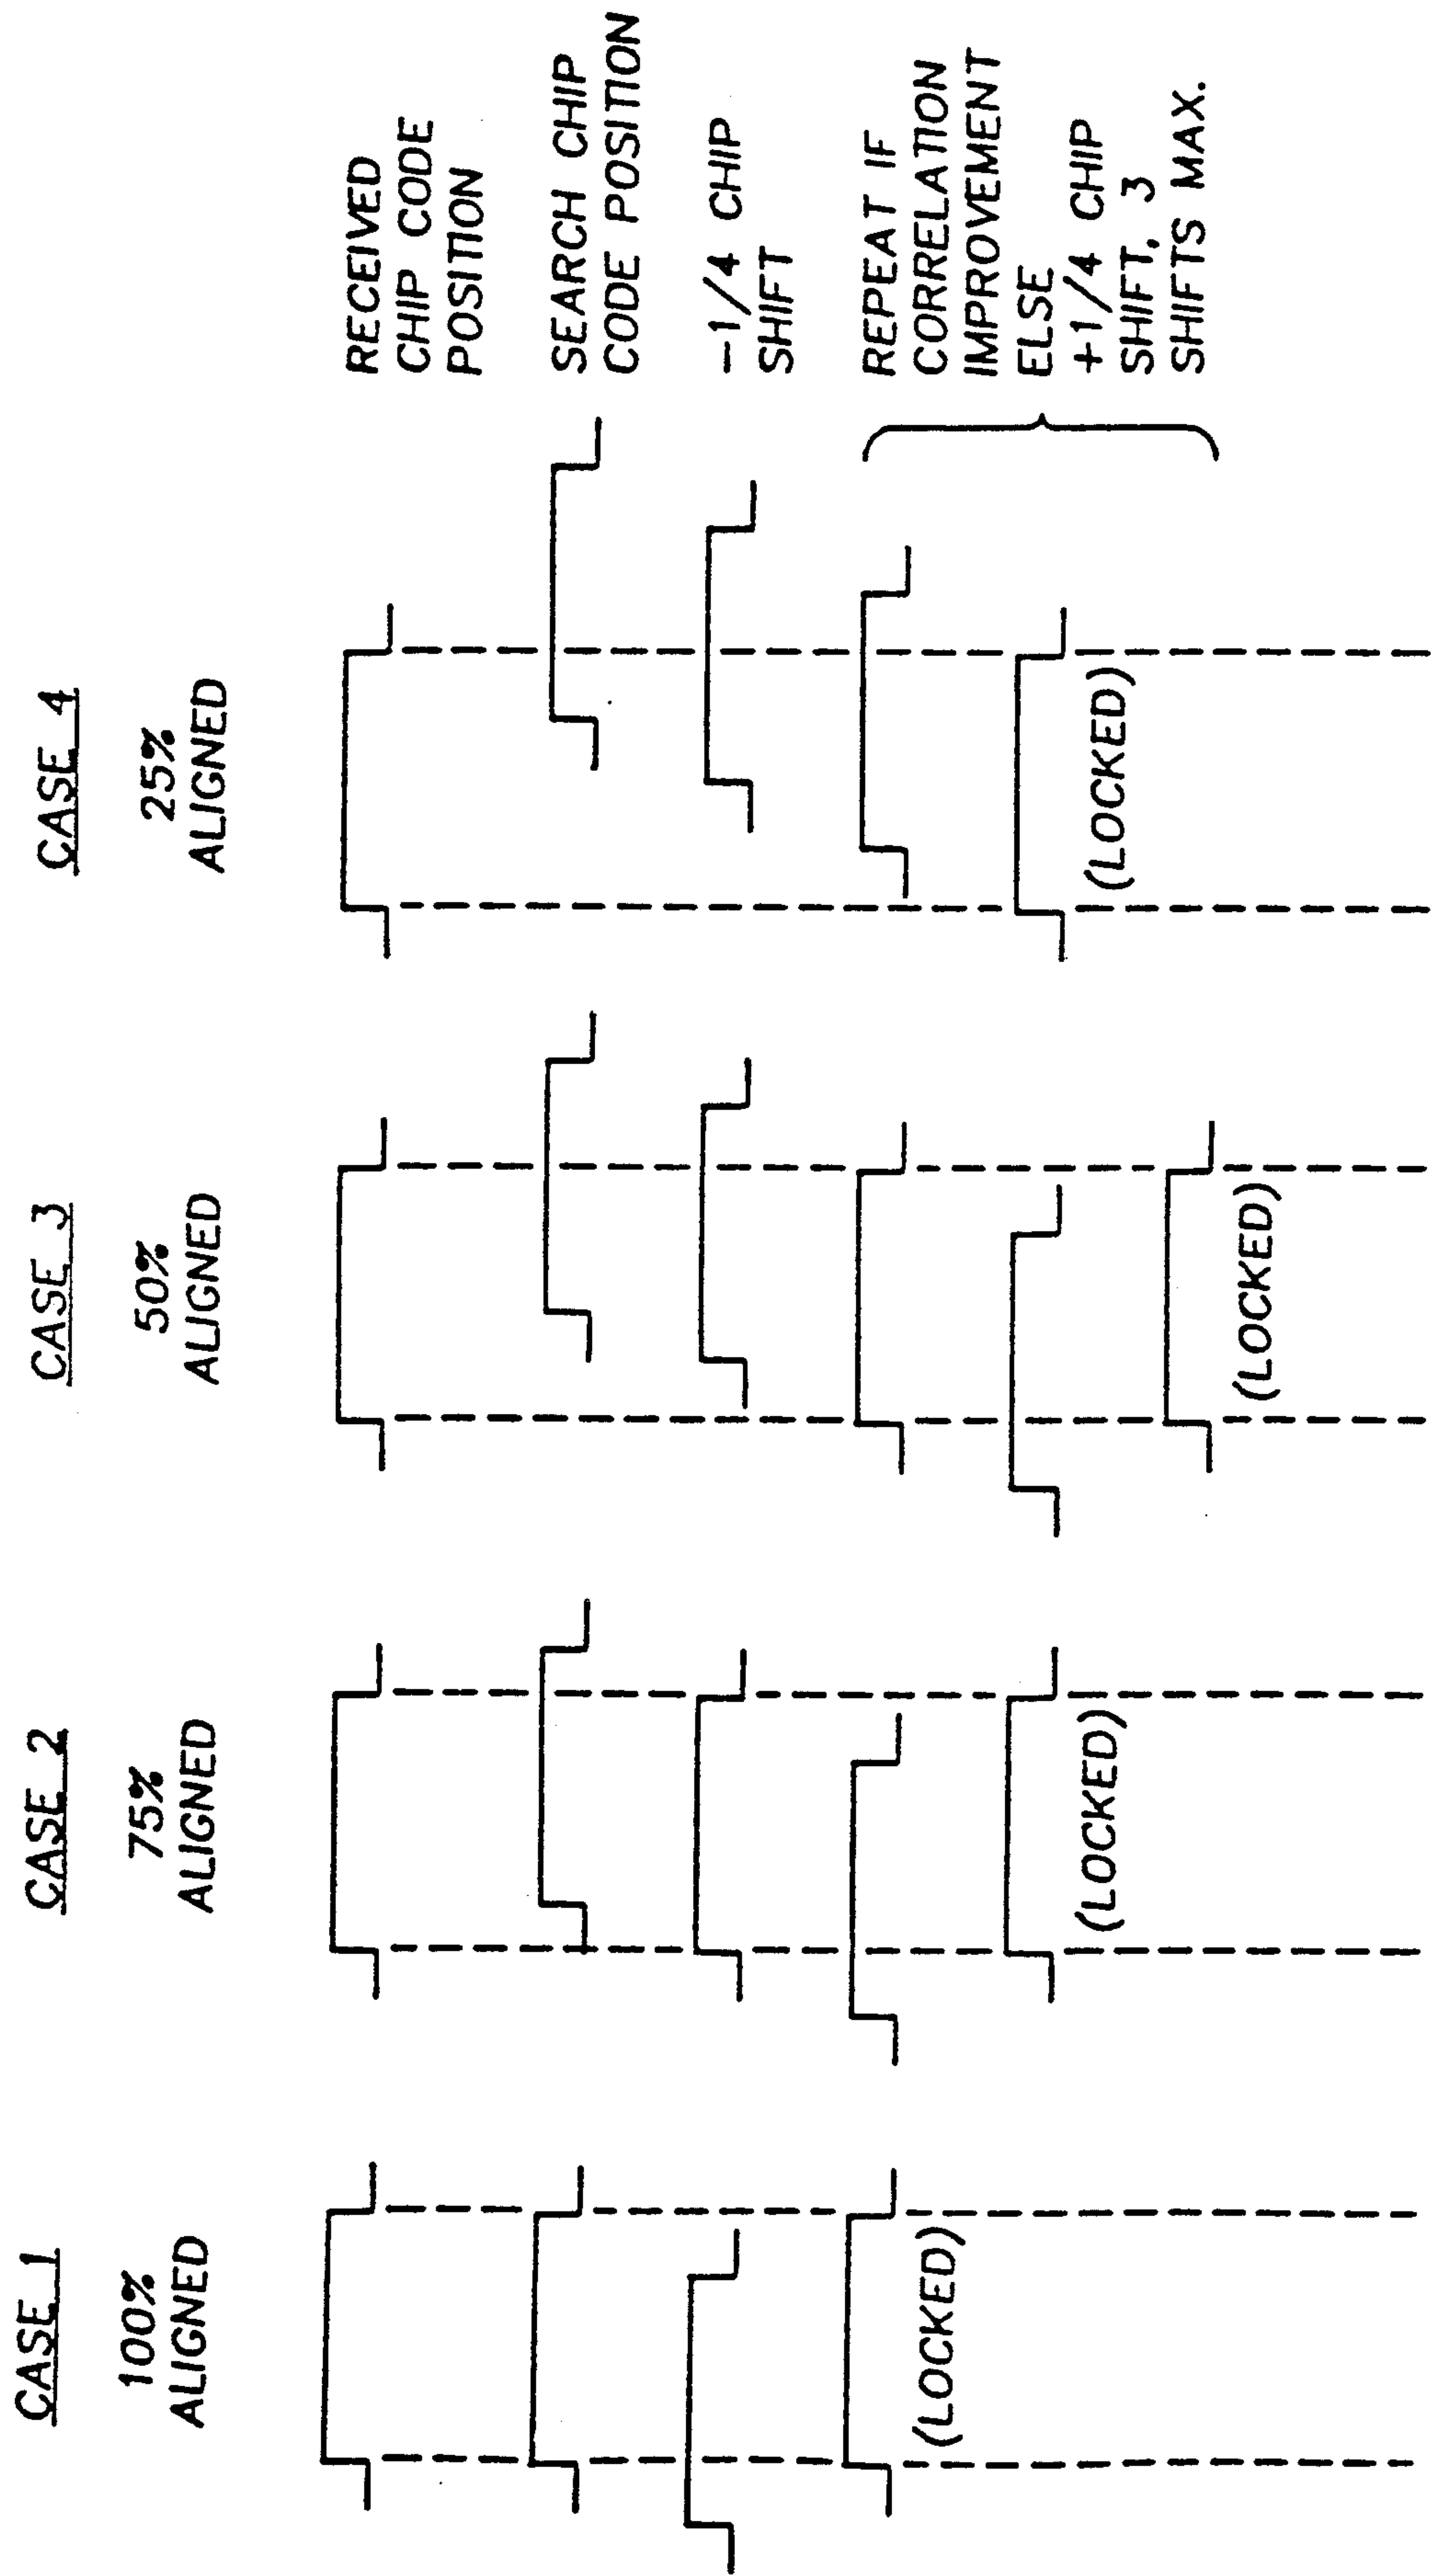 CASE 1
100%
ALIGNED
(LOCKED)
CASE 2
75%
ALIGNED
(LOCKED)
CASE 3
50%
ALIGNED
(LOCKED)
CASE 4
25%
ALIGNED
(LOCKED)
RECEIVED
CHIP CODE
POSITION
SEARCH CHIP
CODE POSITION
-1/4 CHIP
SHIFT
REPEAT IF
CORRELATION
IMPROVEMENT
ELSE
+1/4 CHIP
SHIFT, 3
SHIFTS MAX.